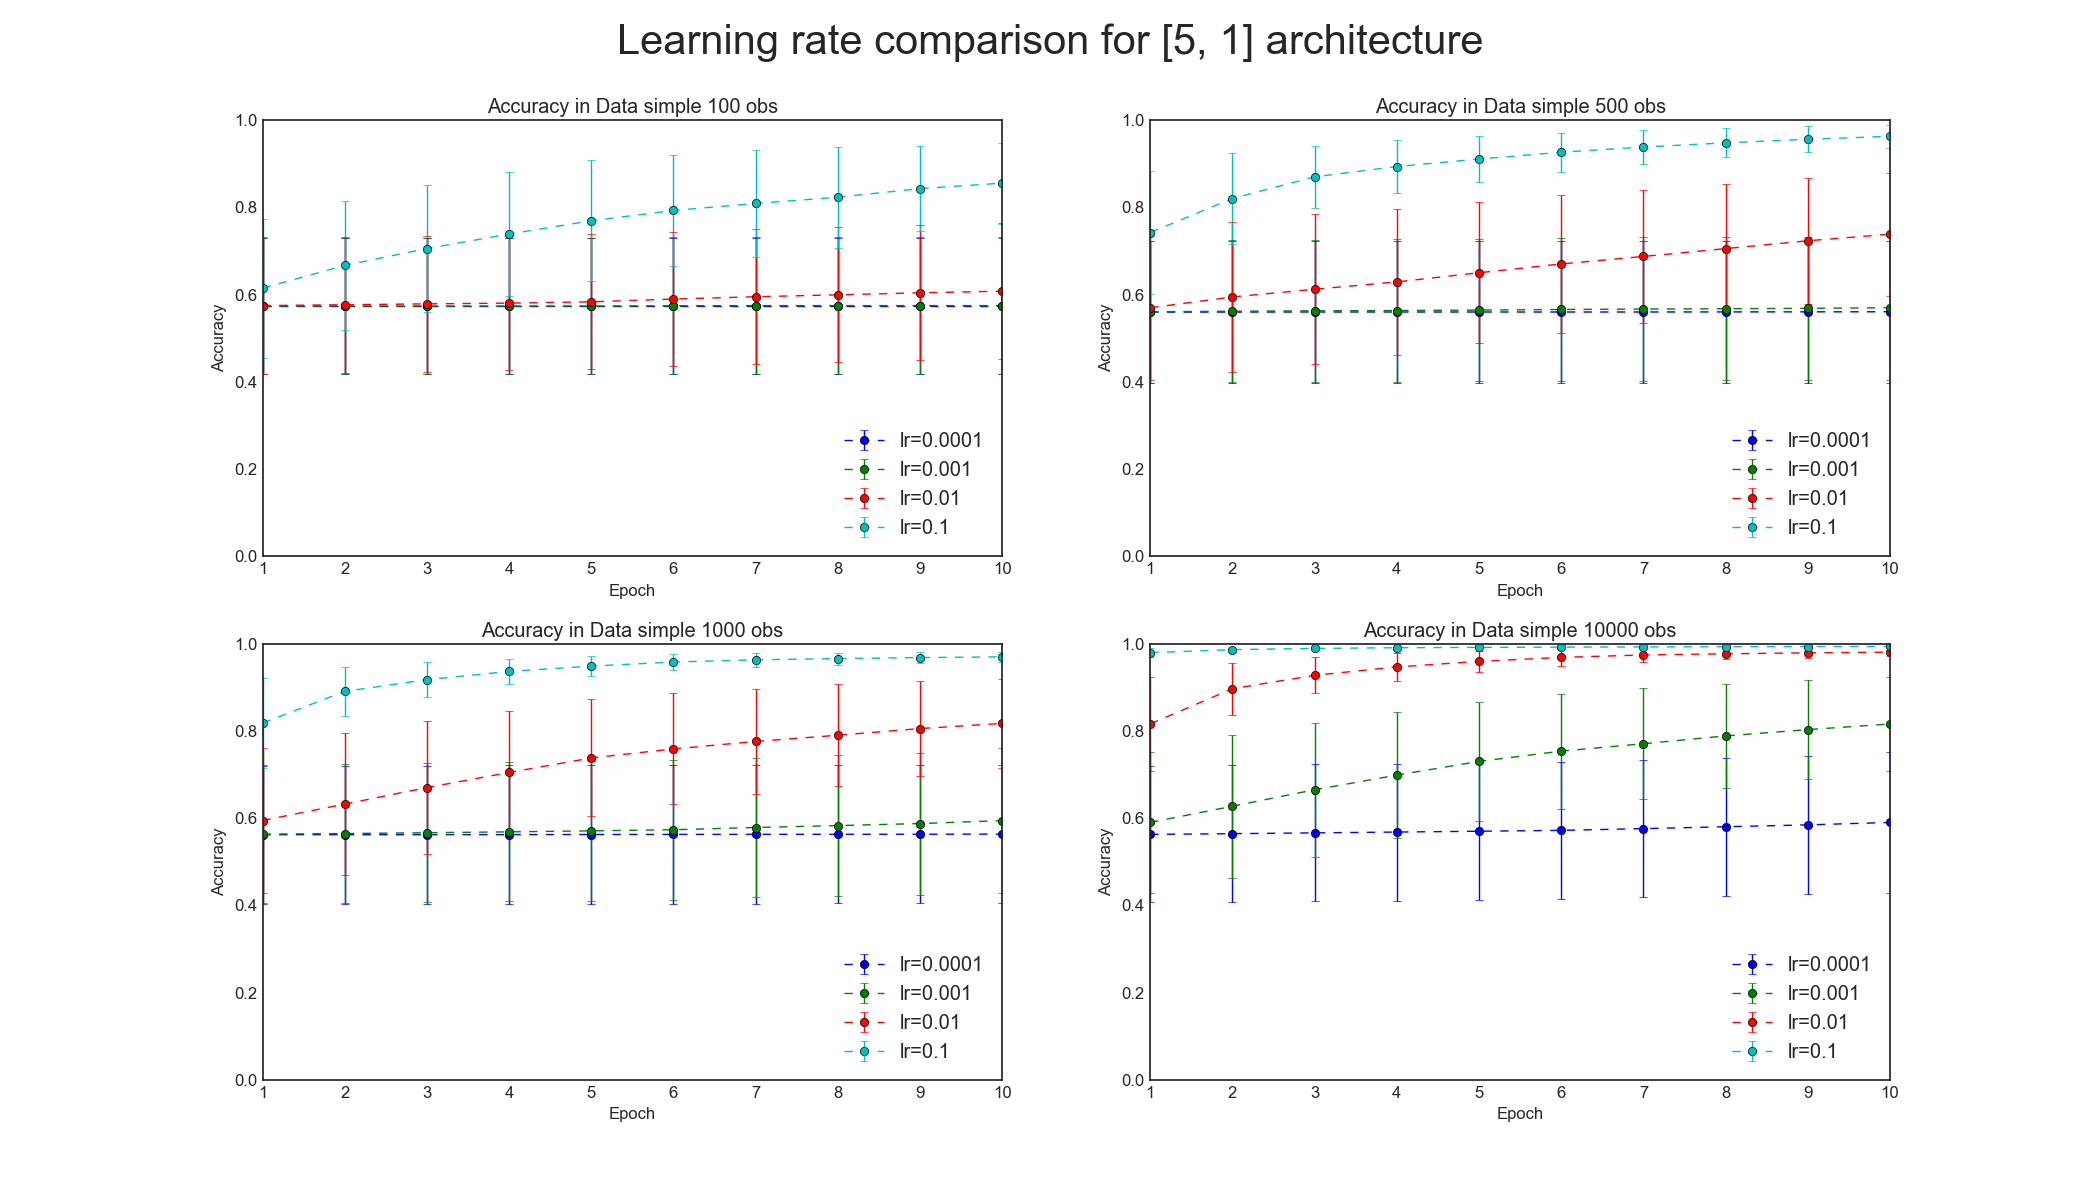 Learning rate comparison for [5, 1] architecture
Accuracy in Data simple 100 obs
1.0
0.8
0.6
0.4
0.2
0.0
Accuracy
1 2 3 4 5 6 7 8 9 10
Epoch
lr=0.0001
lr=0.001
lr=0.01
lr=0.1
Accuracy in Data simple 500 obs
1.0
0.8
0.6
0.4
0.2
0.0
Accuracy
1 2 3 4 5 6 7 8 9 10
Epoch
lr=0.0001
lr=0.001
lr=0.01
lr=0.1
Accuracy in Data simple 1000 obs
1.0
0.8
0.6
0.4
0.2
0.0
Accuracy
1 2 3 4 5 6 7 8 9 10
Epoch
lr=0.0001
lr=0.001
lr=0.01
lr=0.1
Accuracy in Data simple 10000 obs
1.0
0.8
0.6
0.4
0.2
0.0
Accuracy
1 2 3 4 5 6 7 8 9 10
Epoch
lr=0.0001
lr=0.001
lr=0.01
lr=0.1